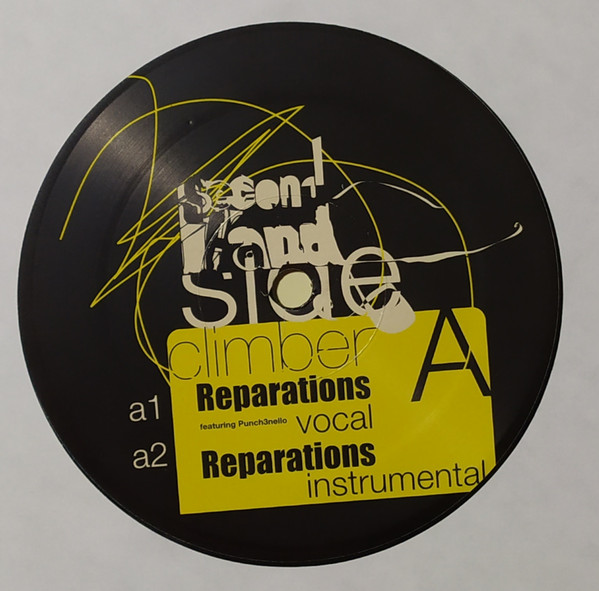 second
hand
side
climber
A
a1
Reparations
featuring Punch3nello
vocal
a2
Reparations
instrumental